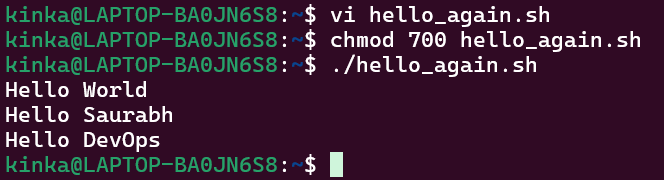 kinka@LAPTOP-BA0JN6S8:~$ vi hello_again.sh
kinka@LAPTOP-BA0JN6S8:~$ chmod 700 hello_again.sh
kinka@LAPTOP-BA0JN6S8:~$ ./hello_again.sh
Hello World
Hello Saurabh
Hello DevOps
kinka@LAPTOP-BA0JN6S8:~$